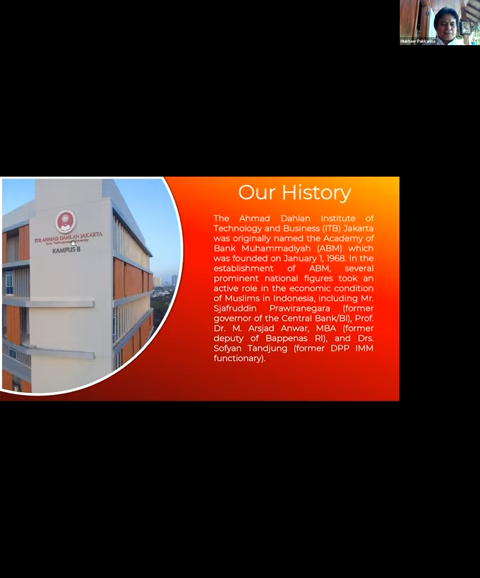 Our History
The Ahmad Dahlan Institute of
Technology and Business (ITB) Jakarta
was originally named the Academy of
Bank Muhammadiyah (ABM) which
was founded on January 1, 1968. In the
establishment of ABM, several
prominent national figures took an
active role in the economic condition
of Muslims in Indonesia, including Mr.
Sjafruddin Prawiranegara (former
governor of the Central Bank/BI), Prof.
Dr. M. Arsjad Anwar, MBA (former
deputy of Bappenas RI), and Drs.
Sofyan Tandjung (former DPP IMM
functionary).
ITB AHMAD DAHLAN JAKARTA
KAMPUS B